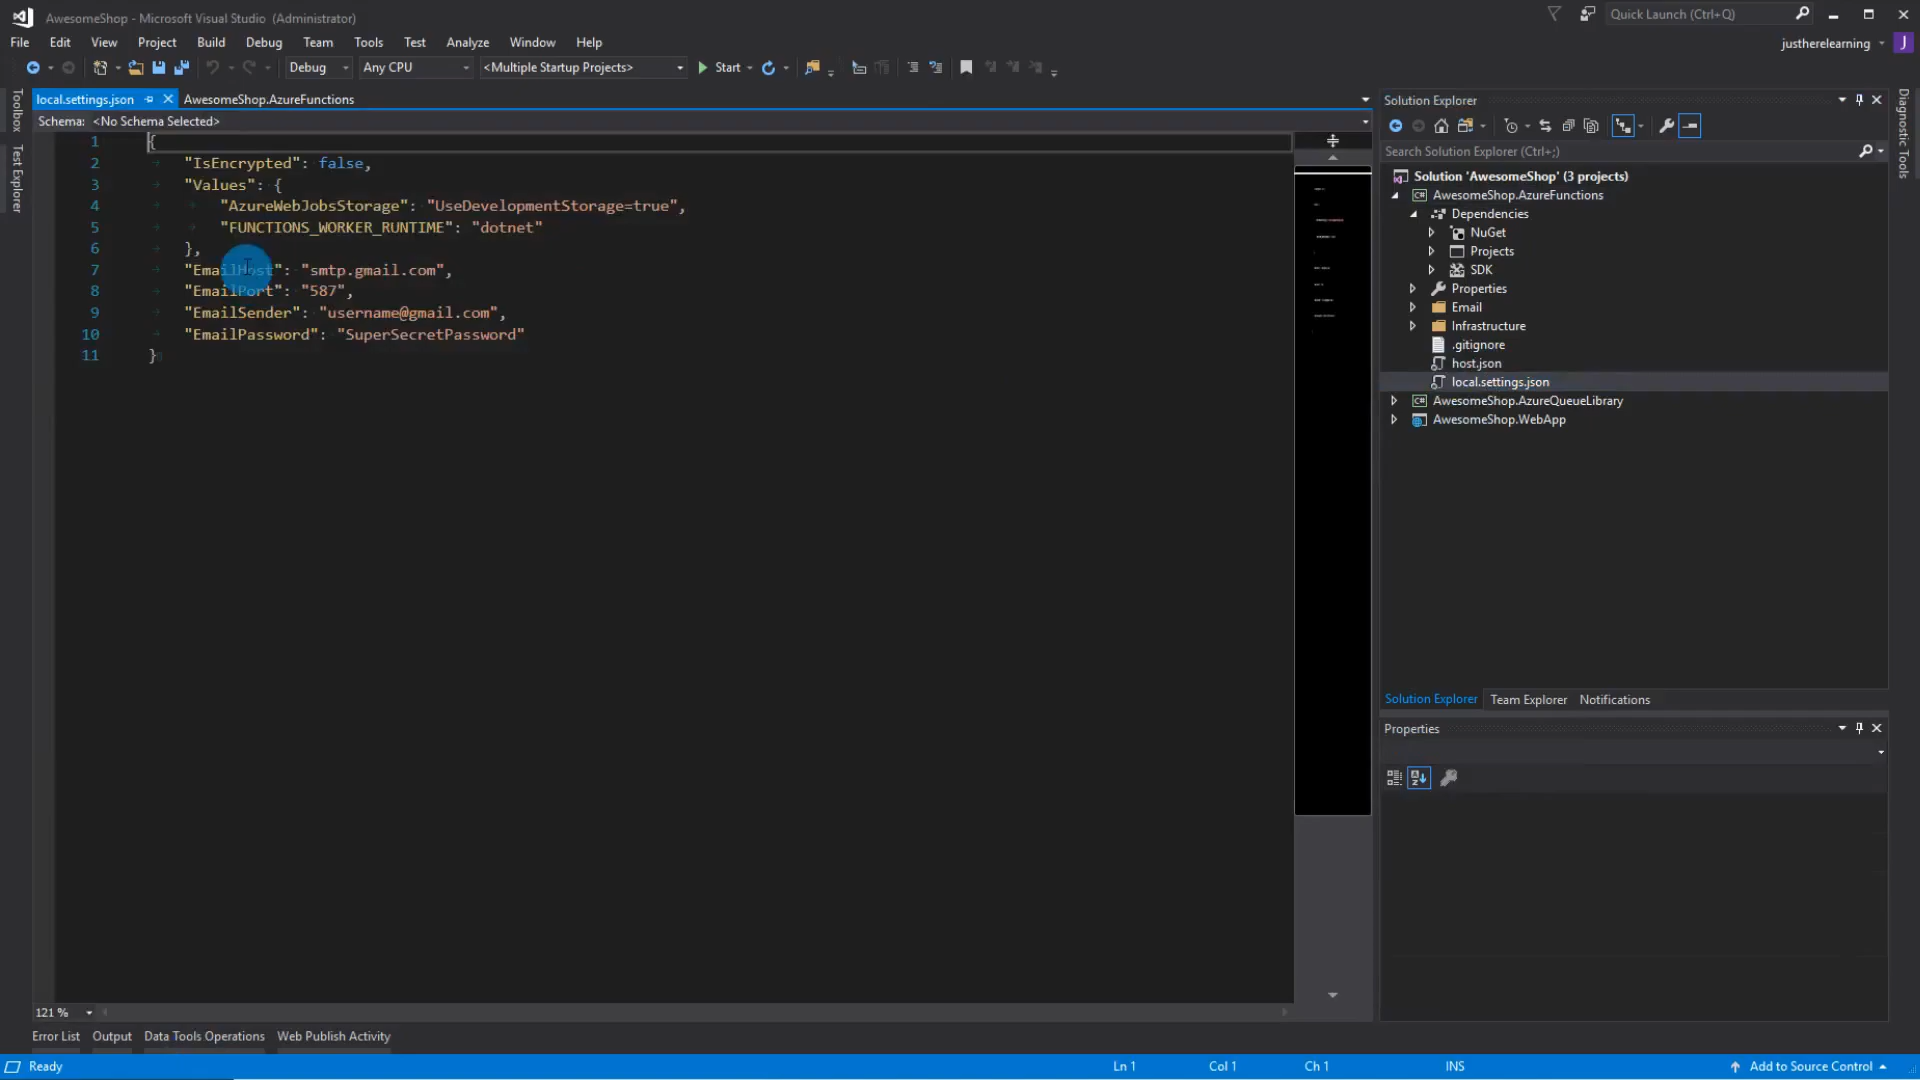 AwesomeShop - Microsoft Visual Studio (Administrator)
Quick Launch (Ctrl+Q)
File Edit View Project Build Debug Team Tools Test Analyze Window Help
justherelearning J
Debug Any CPU <Multiple Startup Projects> Start
Toolbox
Test Explorer
local.settings.json AwesomeShop.AzureFunctions
Schema: <No Schema Selected>
1 {
2 "IsEncrypted": false,
3 "Values": {
4 "AzureWebJobsStorage": "UseDevelopmentStorage=true",
5 "FUNCTIONS_WORKER_RUNTIME": "dotnet"
6 },
7 "EmailHost": "smtp.gmail.com",
8 "EmailPort": "587",
9 "EmailSender": "username@gmail.com",
10 "EmailPassword": "SuperSecretPassword"
11 }
121 %
Solution Explorer
Search Solution Explorer (Ctrl+;)
Solution 'AwesomeShop' (3 projects)
AwesomeShop.AzureFunctions
Dependencies
NuGet
Projects
SDK
Properties
Email
Infrastructure
.gitignore
host.json
local.settings.json
AwesomeShop.AzureQueueLibrary
AwesomeShop.WebApp
Solution Explorer Team Explorer Notifications
Properties
Diagnostic Tools
Error List Output Data Tools Operations Web Publish Activity
Ready Ln 1 Col 1 Ch 1 INS Add to Source Control